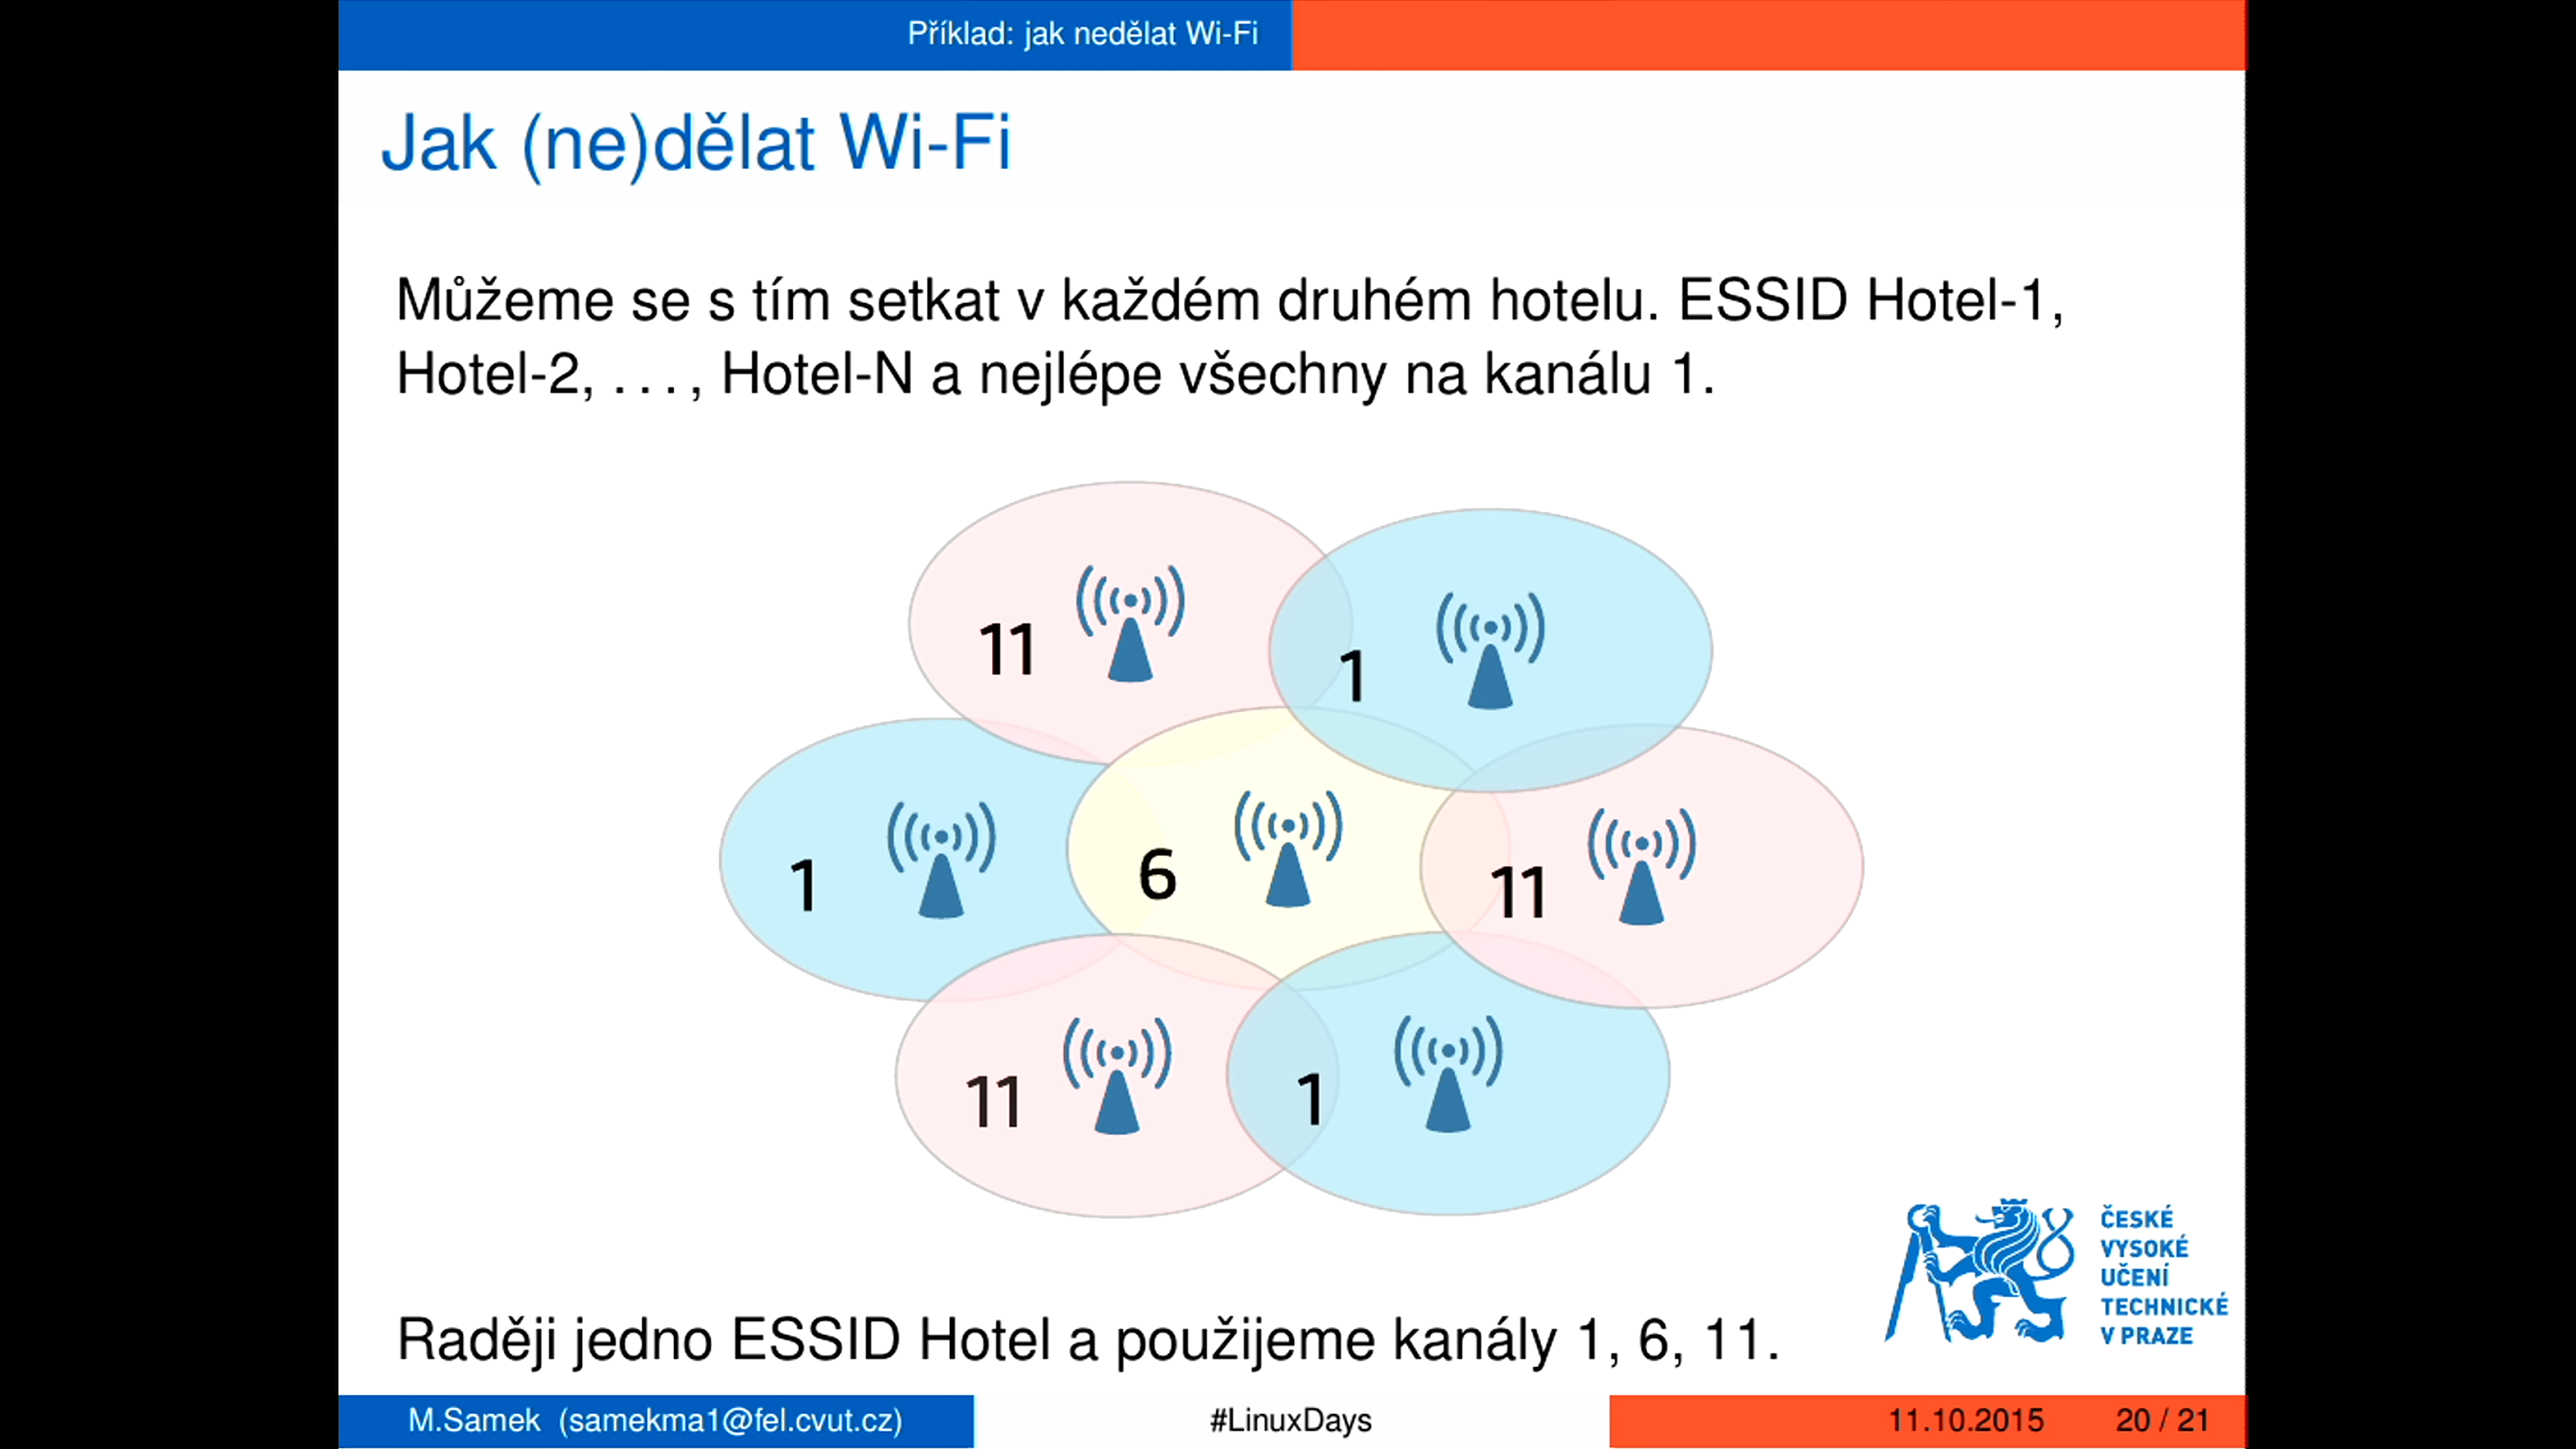 Příklad: jak nedělat Wi-Fi
Jak (ne)dělat Wi-Fi
Můžeme se s tím setkat v každém druhém hotelu. ESSID Hotel-1,
Hotel-2, . . . , Hotel-N a nejlépe všechny na kanálu 1.
11
1
1
6
11
11
1
ČESKÉ
VYSOKÉ
UČENÍ
TECHNICKÉ
V PRAZE
Raději jedno ESSID Hotel a použijeme kanály 1, 6, 11.
M.Samek (samekma1@fel.cvut.cz)
#LinuxDays
11.10.2015
20 / 21